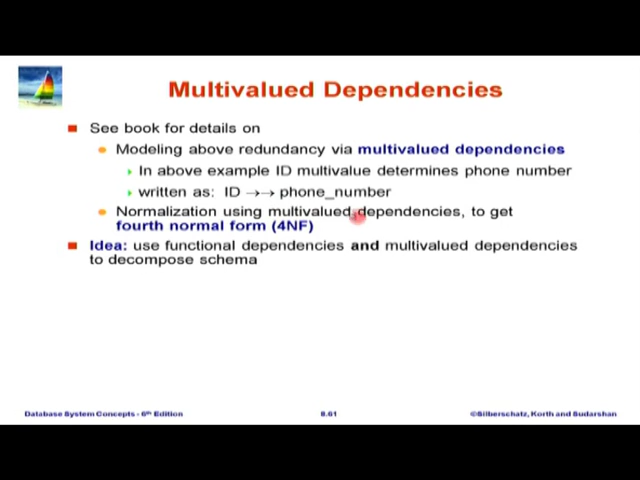 Multivalued Dependencies
See book for details on
Modeling above redundancy via multivalued dependencies
In above example ID multivalue determines phone number
written as: ID →→ phone_number
Normalization using multivalued dependencies, to get
fourth normal form (4NF)
Idea: use functional dependencies and multivalued dependencies
to decompose schema
Database System Concepts - 6th Edition
8.61
©Silberschatz, Korth and Sudarshan